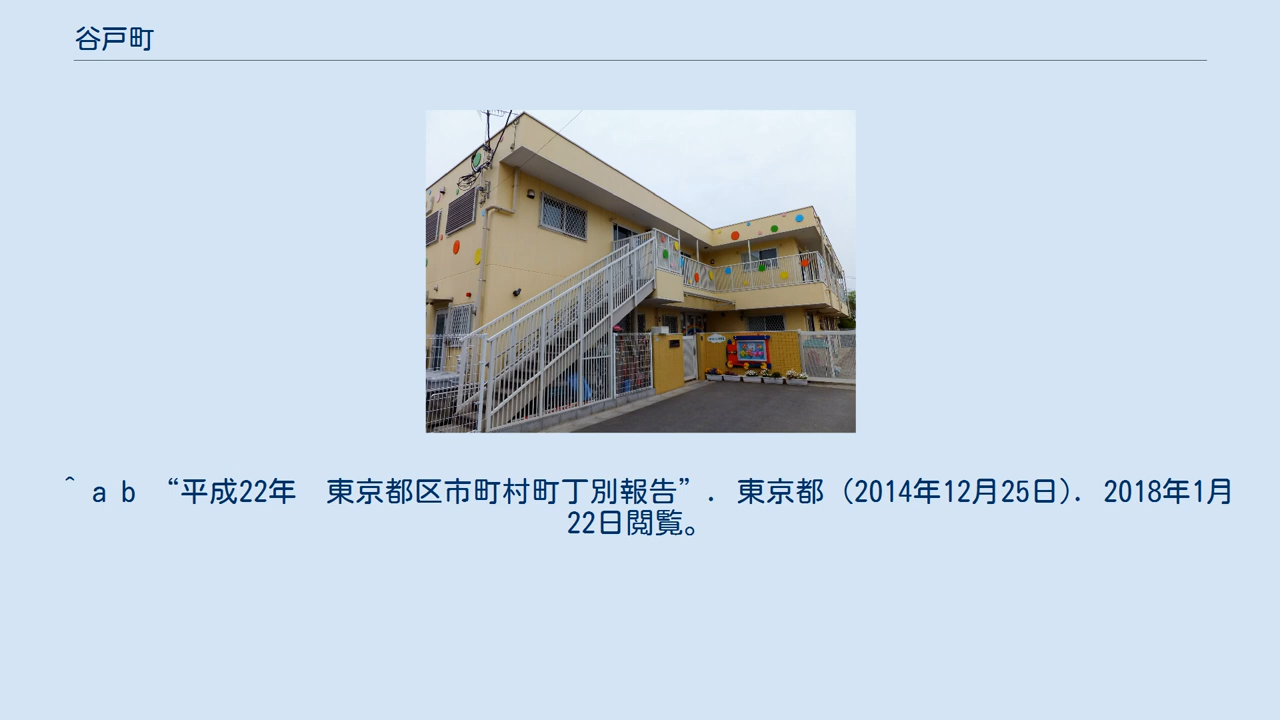 谷戸町
^ a b “平成22年　東京都区市町村町丁別報告”. 東京都 (2014年12月25日). 2018年1月
22日閲覧。